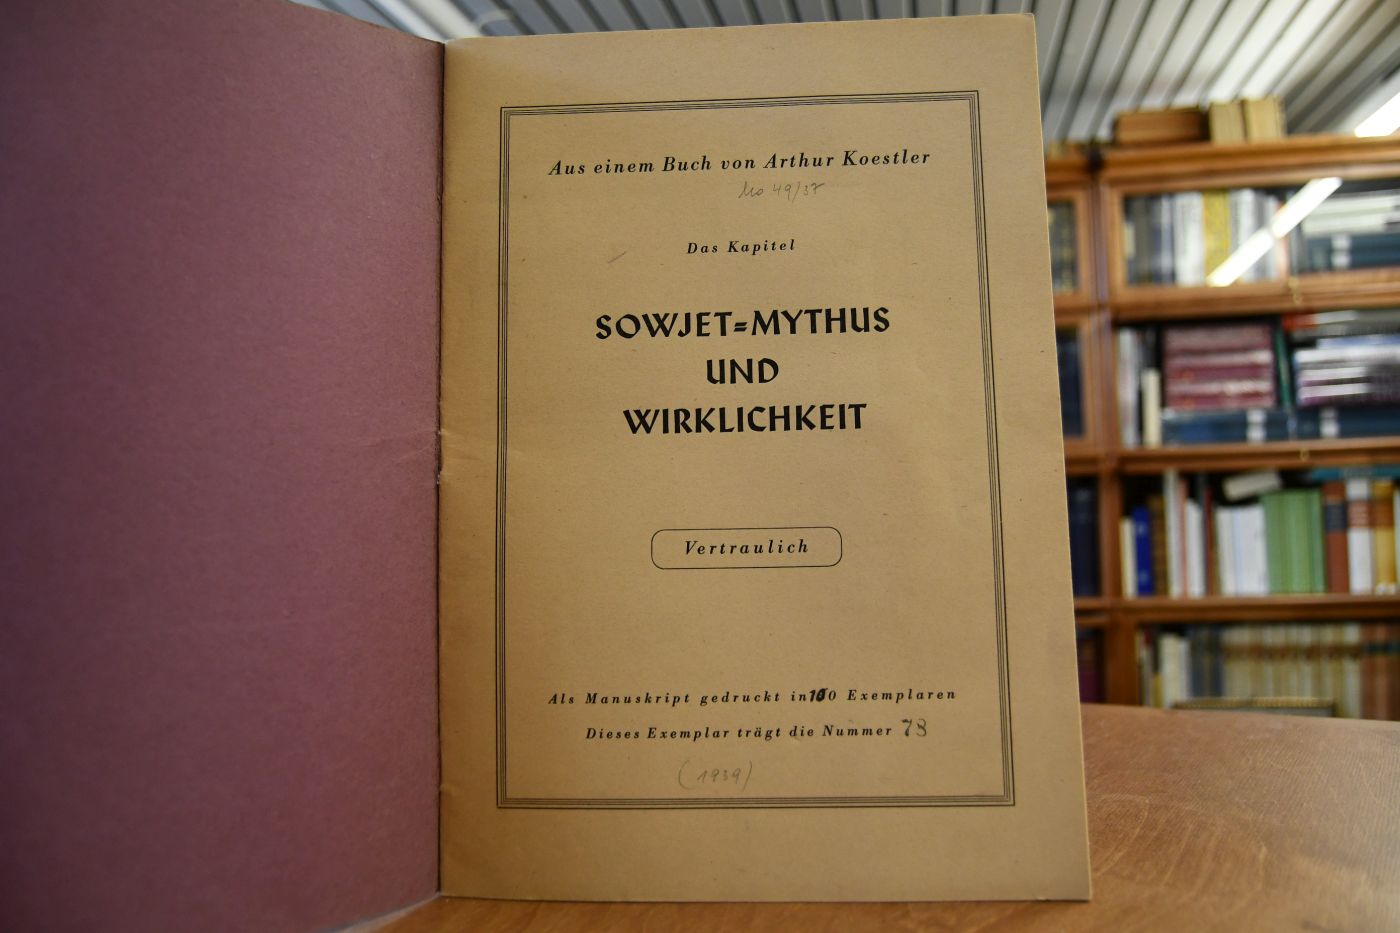 Aus einem Buch von Arthur Koestler
49/37
Das Kapitel
SOWJET=MYTHUS
UND
WIRKLICHKEIT
Vertraulich
Als Manuskript gedruckt in 100 Exemplaren
Dieses Exemplar trägt die Nummer 78
(1939)